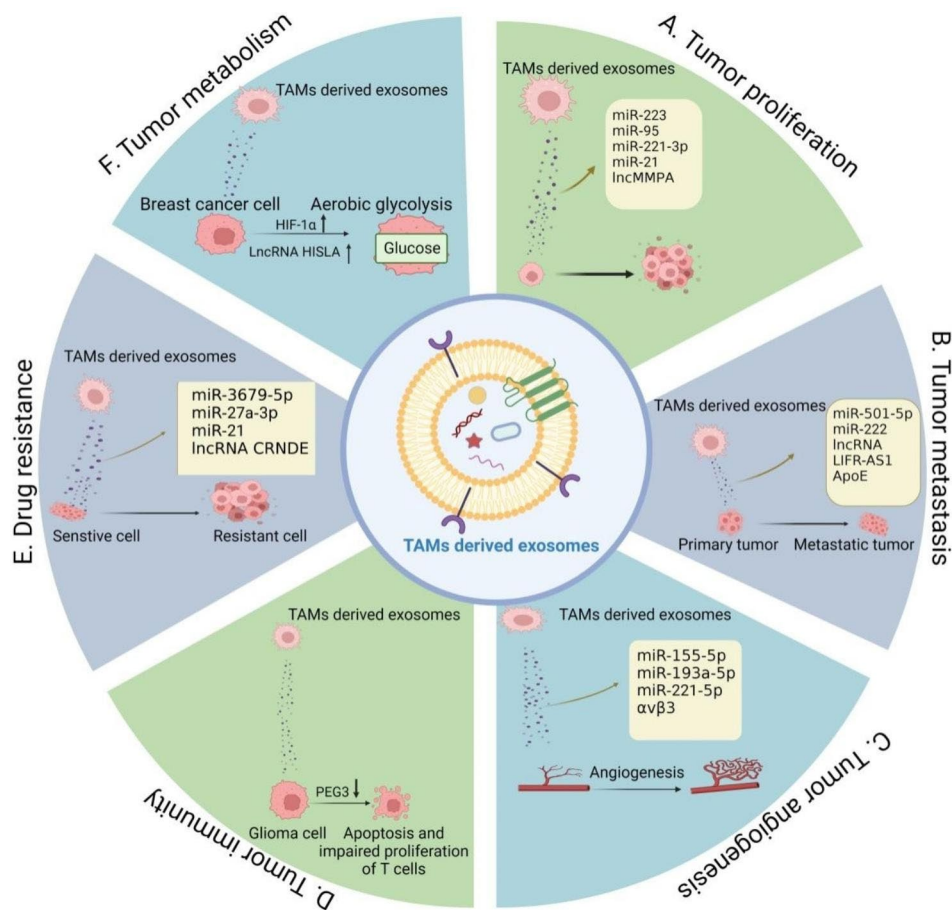 A. Tumor proliferation
TAMs derived exosomes
miR-223
miR-95
miR-221-3p
miR-21
lncMMPA
B. Tumor metastasis
TAMs derived exosomes
miR-501-5p
miR-222
lncRNA
LIFR-AS1
ApoE
Primary tumor
Metastatic tumor
C. Tumor angiogenesis
TAMs derived exosomes
miR-155-5p
miR-193a-5p
miR-221-5p
αvβ3
Angiogenesis
D. Tumor immunity
TAMs derived exosomes
PEG3
Glioma cell
Apoptosis and
impaired proliferation
of T cells
E. Drug resistance
TAMs derived exosomes
miR-3679-5p
miR-27a-3p
miR-21
lncRNA CRNDE
Senstive cell
Resistant cell
F. Tumor metabolism
TAMs derived exosomes
Breast cancer cell
Aerobic glycolysis
HIF-1α
LncRNA HISLA
Glucose
TAMs derived exosomes